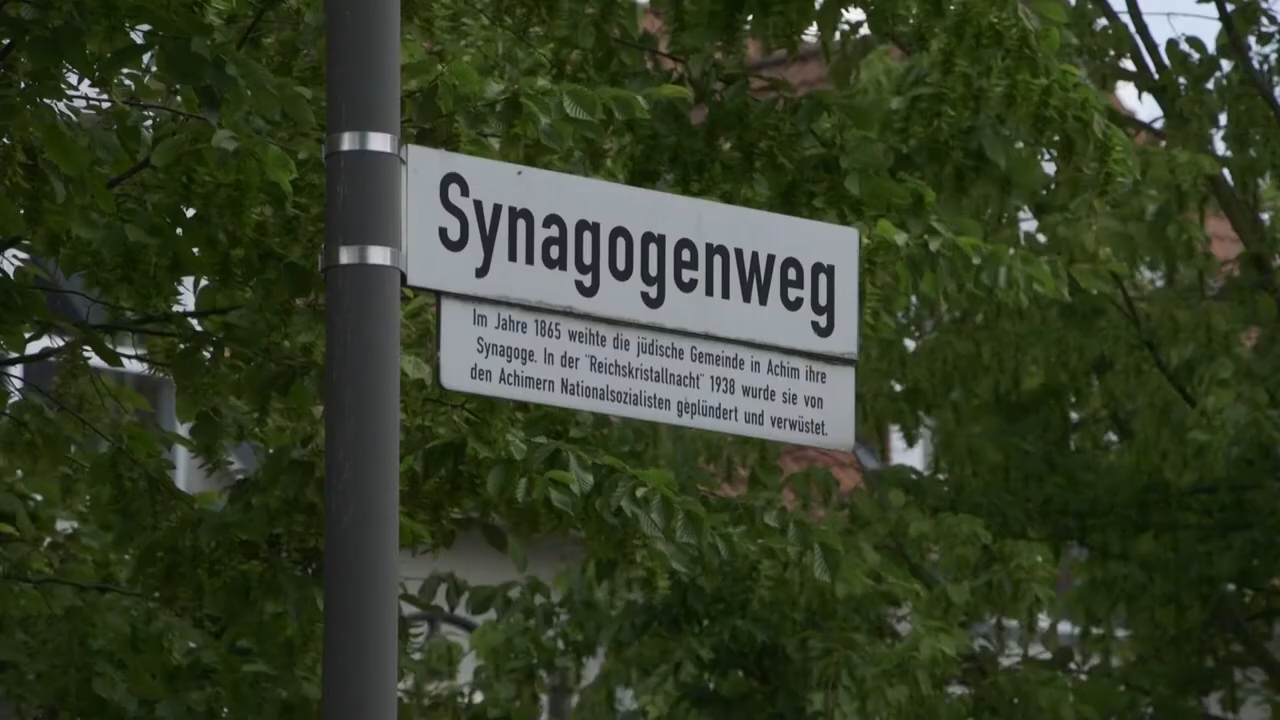 Synagogenweg
Im Jahre 1865 weihte die jüdische Gemeinde in Achim ihre
Synagoge. In der "Reichskristallnacht" 1938 wurde sie von
den Achimern Nationalsozialisten geplündert und verwüstet.